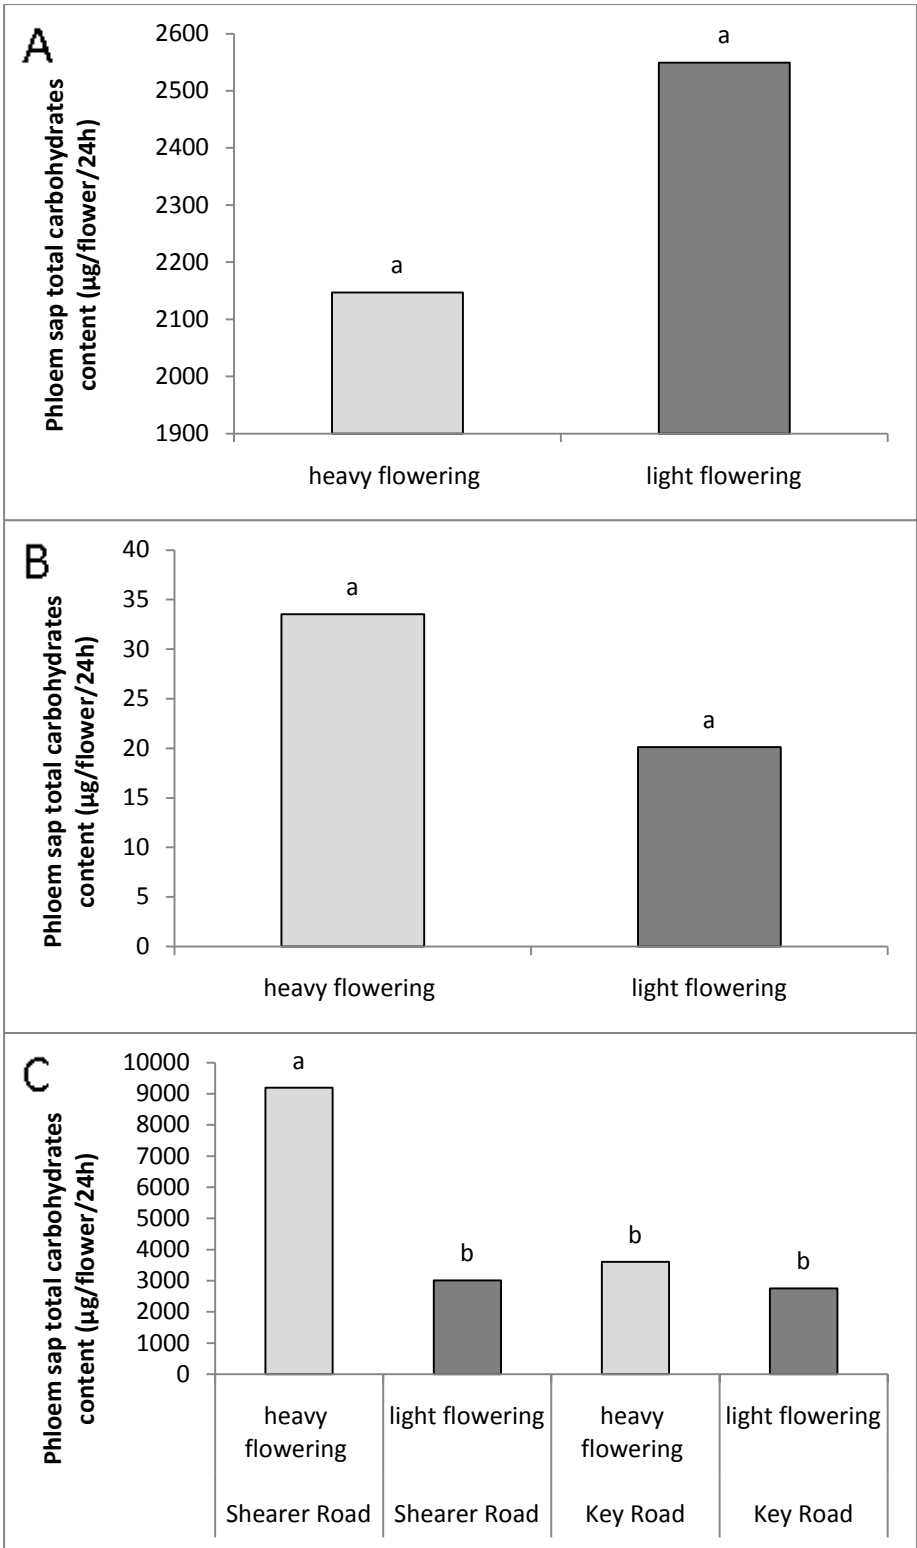 A
Phloem sap total carbohydrates
content (µg/flower/24h)
2600
2500
2400
2300
2200
2100
2000
1900
a
a
heavy flowering
light flowering
B
Phloem sap total carbohydrates
content (µg/flower/24h)
40
35
30
25
20
15
10
5
0
a
a
heavy flowering
light flowering
C
Phloem sap total carbohydrates
content (µg/flower/24h)
10000
9000
8000
7000
6000
5000
4000
3000
2000
1000
0
a
b
b
b
heavy
flowering
light flowering
heavy
flowering
light flowering
Shearer Road
Shearer Road
Key Road
Key Road